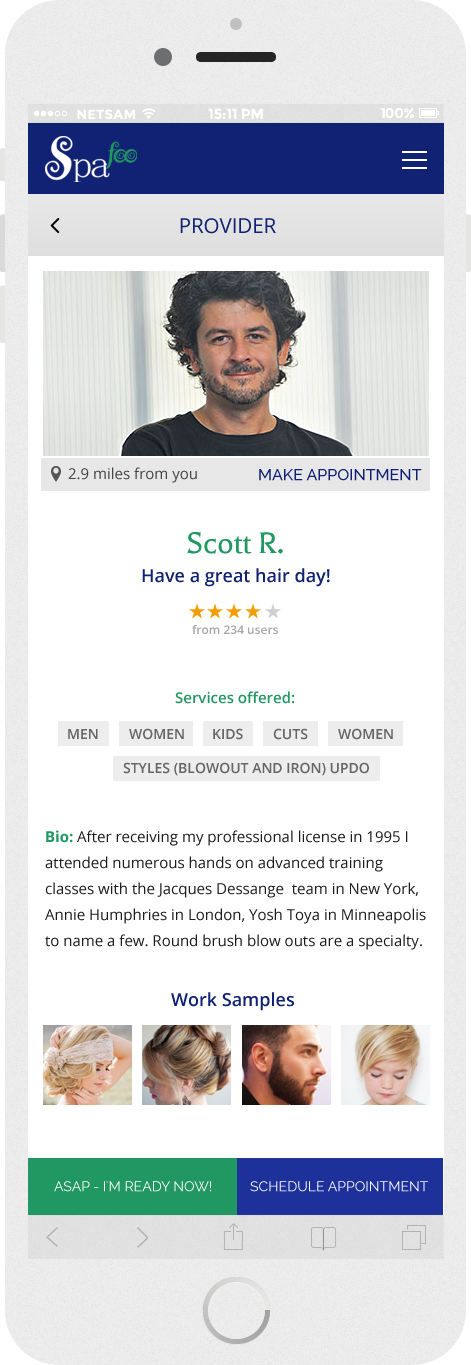 NETSAM 15:11 PM 100%
Spa foo
PROVIDER
2.9 miles from you MAKE APPOINTMENT
Scott R.
Have a great hair day!
from 234 users
Services offered:
MEN WOMEN KIDS CUTS WOMEN
STYLES (BLOWOUT AND IRON) UPDO
Bio: After receiving my professional license in 1995 I
attended numerous hands on advanced training
classes with the Jacques Dessange team in New York,
Annie Humphries in London, Yosh Toya in Minneapolis
to name a few. Round brush blow outs are a specialty.
Work Samples
ASAP - I'M READY NOW! SCHEDULE APPOINTMENT